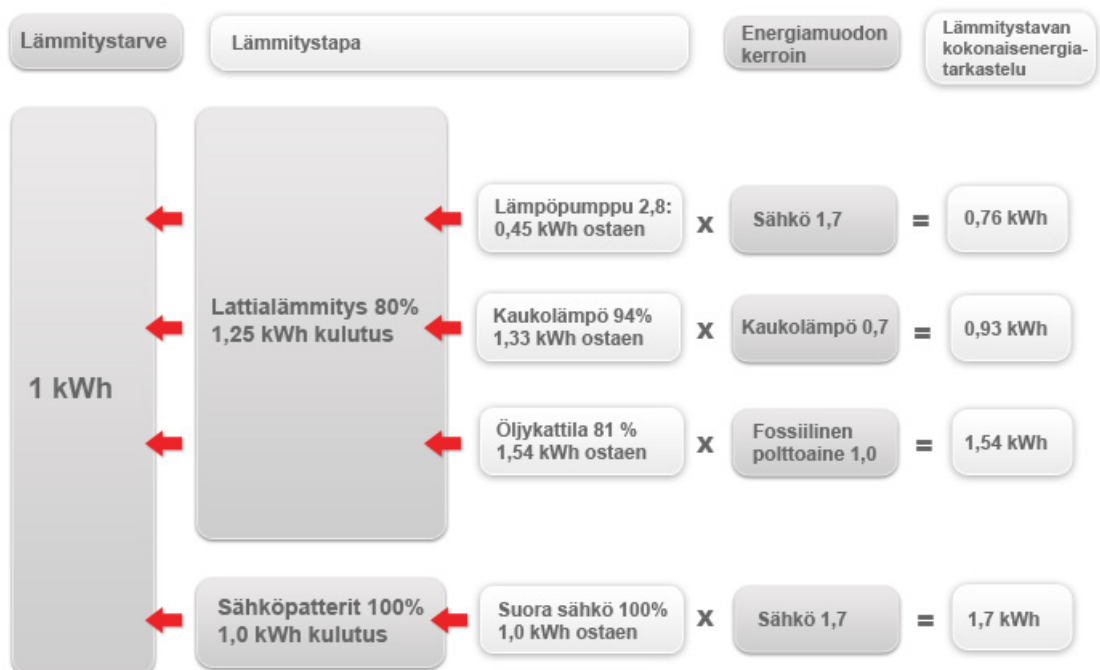 Lämmitystarve
Lämmitystapa
Energiamuodon
kerroin
Lämmitystavan
kokonaisenergia-
tarkastelu
1 kWh
Lattialämmitys 80%
1,25 kWh kulutus
Lämpöpumppu 2,8:
0,45 kWh ostaen
x
Sähkö 1,7
=
0,76 kWh
Kaukolämpö 94%
1,33 kWh ostaen
x
Kaukolämpö 0,7
=
0,93 kWh
Öljykattila 81 %
1,54 kWh ostaen
x
Fossiilinen
polttoaine 1,0
=
1,54 kWh
Sähköpatterit 100%
1,0 kWh kulutus
Suora sähkö 100%
1,0 kWh ostaen
x
Sähkö 1,7
=
1,7 kWh